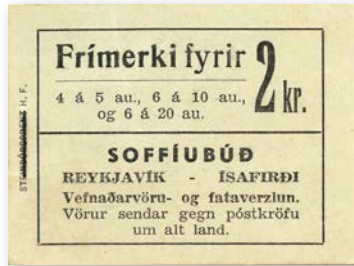 Frímerki fyrir 2 kr.
4 á 5 au., 6 á 10 au.,
og 6 á 20 au.
SOFFÍUBÚÐ
REYKJAVÍK - ÍSAFIRÐI
Vefnaðarvöru- og fataverzlun.
Vörur sendar gegn póstkröfu
um alt land.
H. F.